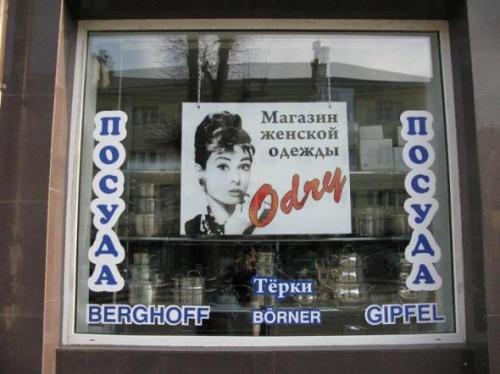 ПОСУДА
Магазин
женской
одежды
Odry
ПОСУДА
Тёрки
BERGHOFF
BÖRNER
GIPFEL